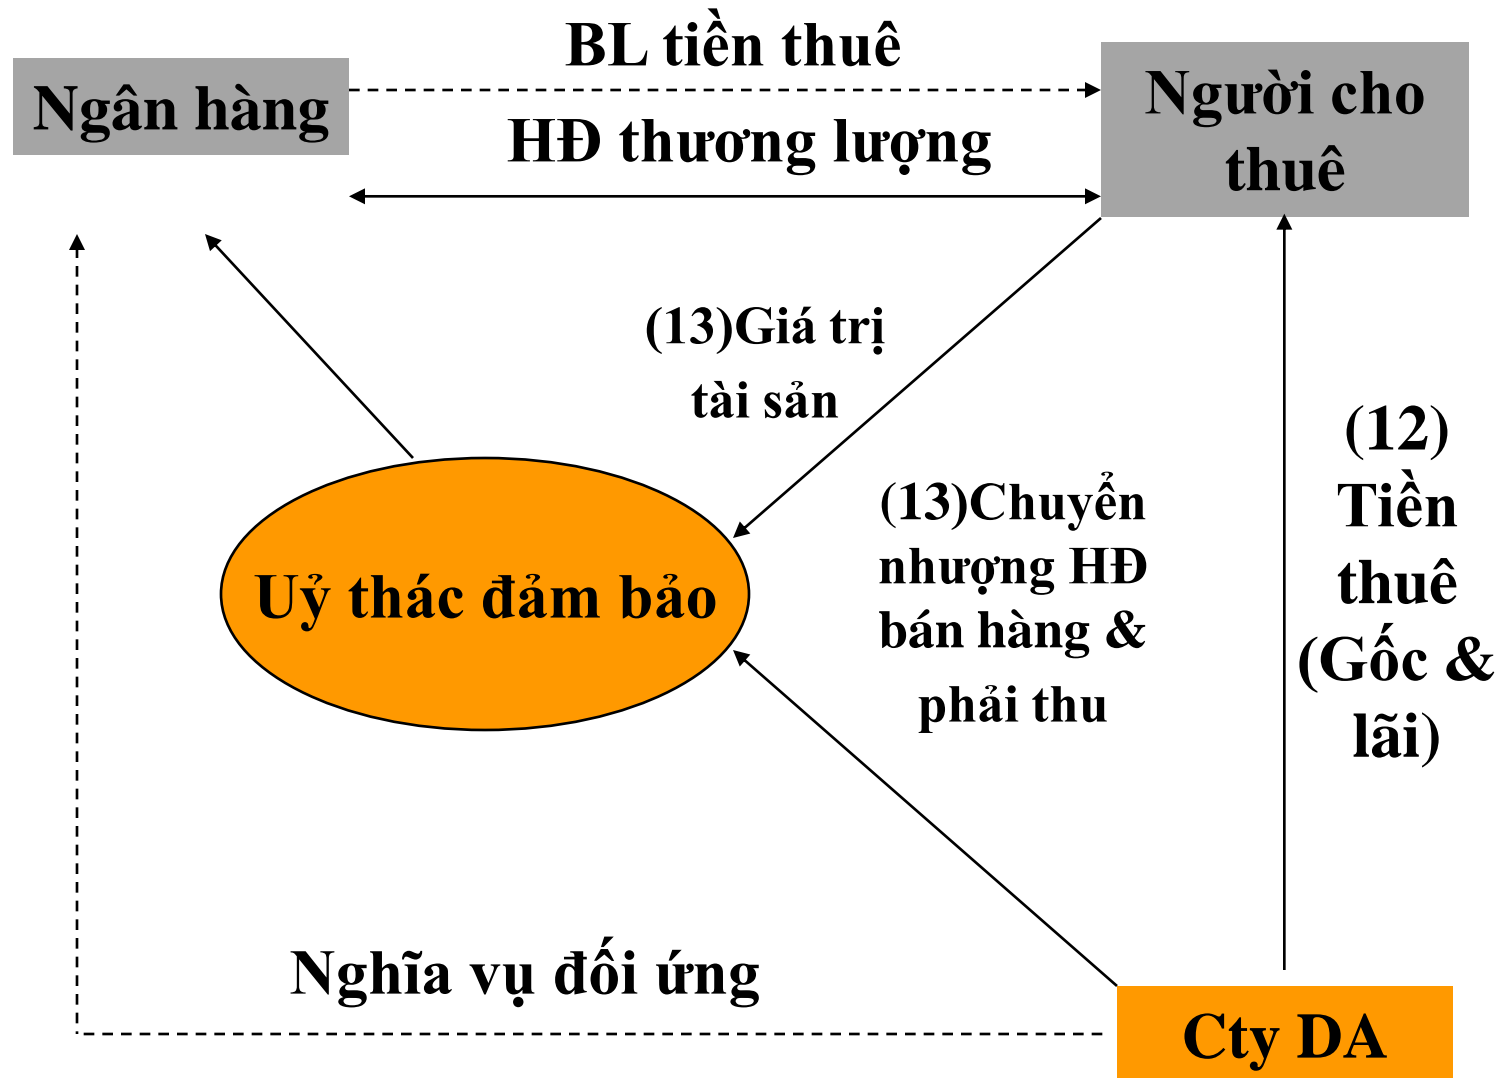 BL tiền thuê
Ngân hàng
Người cho
thuê
HĐ thương lượng
(13)Giá trị
tài sản
(12)
Tiền
thuê
(Gốc &
lãi)
(13)Chuyển
nhượng HĐ
bán hàng &
phải thu
Uỷ thác đảm bảo
Nghĩa vụ đối ứng
Cty DA